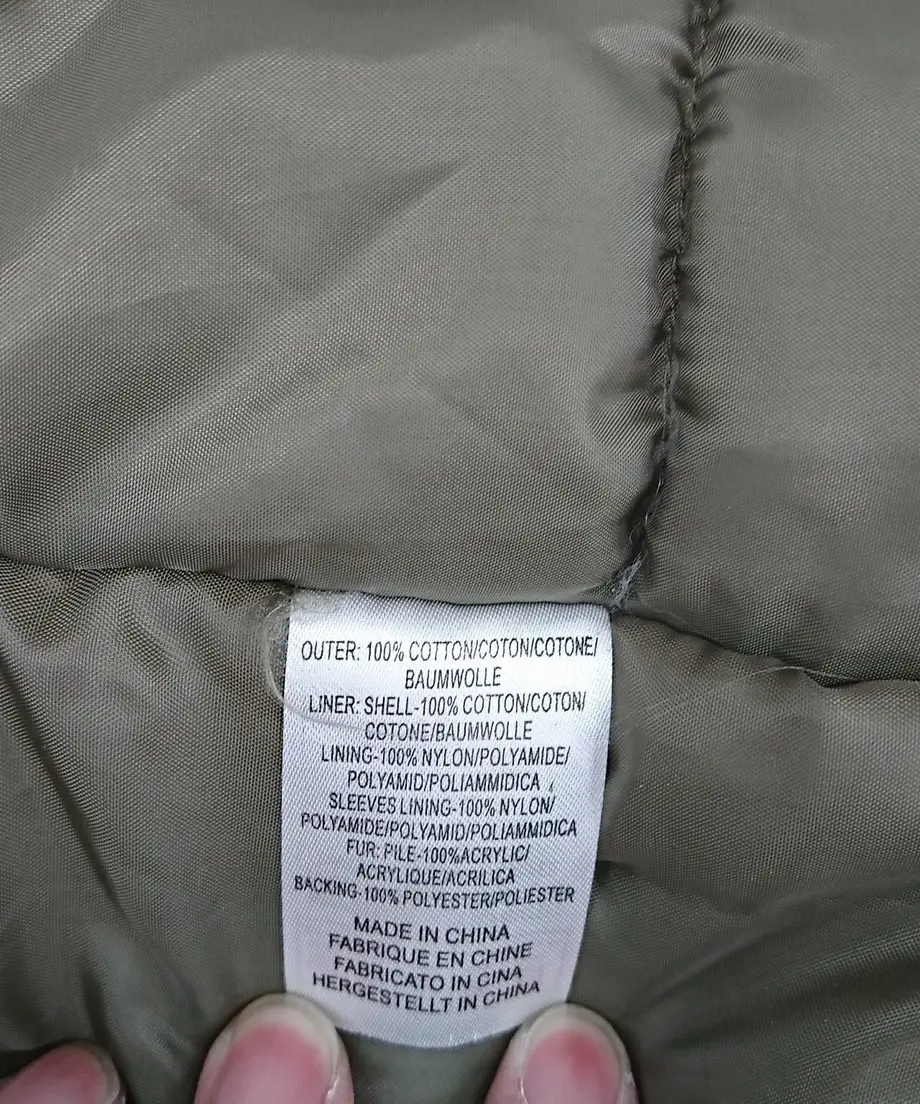 OUTER: 100% COTTON/COTON/COTONE/
BAUMWOLLE
LINER: SHELL-100% COTTON/COTON/
COTONE/BAUMWOLLE
LINING-100% NYLON/POLYAMIDE/
POLYAMID/POLIAMMIDICA
SLEEVES LINING-100% NYLON/
POLYAMIDE/POLYAMID/POLIAMMIDICA
FUR: PILE-100%ACRYLIC/
ACRYLIQUE/ACRILICA
BACKING-100% POLYESTER/POLIESTER
MADE IN CHINA
FABRIQUE EN CHINE
FABRICATO IN CINA
HERGESTELLT IN CHINA